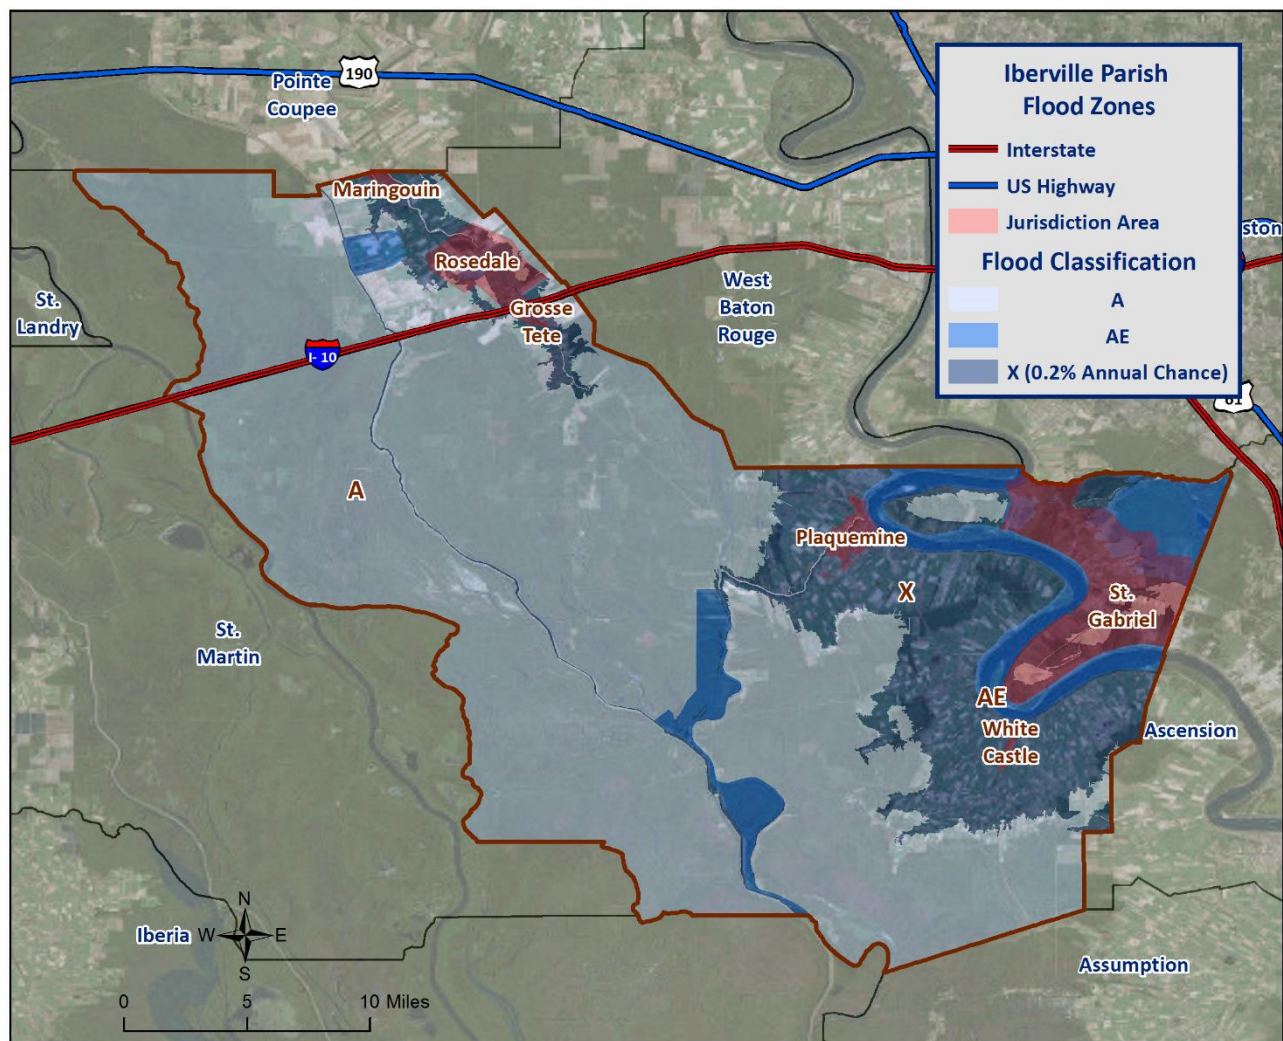 Iberville Parish
Flood Zones
Interstate
US Highway
Jurisdiction Area
Flood Classification
A
AE
X (0.2% Annual Chance)
190
Pointe
Coupee
Maringouin
ston
Rosedale
West
Baton
Rouge
St.
Landry
Grosse
Tete
I- 10
61
A
Plaquemine
X
St.
Gabriel
St.
Martin
AE
White
Castle
Ascension
N
W
E
S
Iberia
Assumption
0 5 10 Miles